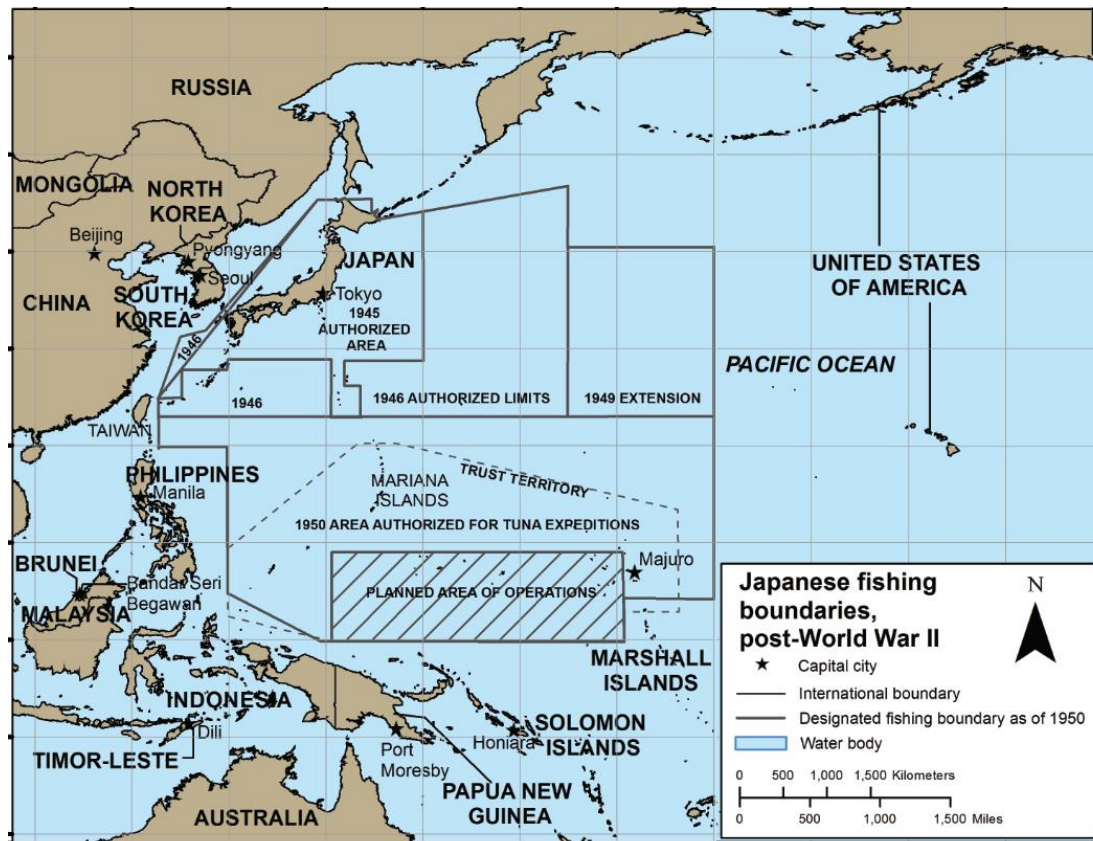 RUSSIA
MONGOLIA
NORTH
KOREA
Beijing
Pyongyang
Seoul
JAPAN
CHINA
SOUTH
KOREA
Tokyo
1945
AUTHORIZED
AREA
UNITED STATES
OF AMERICA
1946
PACIFIC OCEAN
1946
1946 AUTHORIZED LIMITS
1949 EXTENSION
TAIWAN
PHILIPPINES
Manila
MARIANA
ISLANDS
TRUST TERRITORY
1950 AREA AUTHORIZED FOR TUNA EXPEDITIONS
BRUNEI
Bandar Seri
Begawan
MALAYSIA
PLANNED AREA OF OPERATIONS
Majuro
MARSHALL
ISLANDS
INDONESIA
Dili
TIMOR-LESTE
Port
Moresby
Honiara
SOLOMON
ISLANDS
PAPUA NEW
GUINEA
AUSTRALIA
Japanese fishing
boundaries,
post-World War II
N
Capital city
International boundary
Designated fishing boundary as of 1950
Water body
0 500 1,000 1,500 Kilometers
0 500 1,000 1,500 Miles